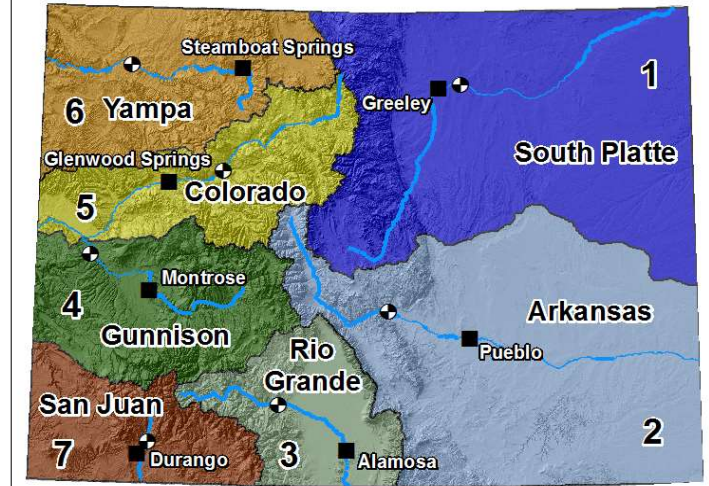 Steamboat Springs
1
6
Yampa
Greeley
South Platte
Glenwood Springs
Colorado
5
4
Montrose
Gunnison
Arkansas
Rio
Grande
Pueblo
San Juan
7
Durango
3
Alamosa
2